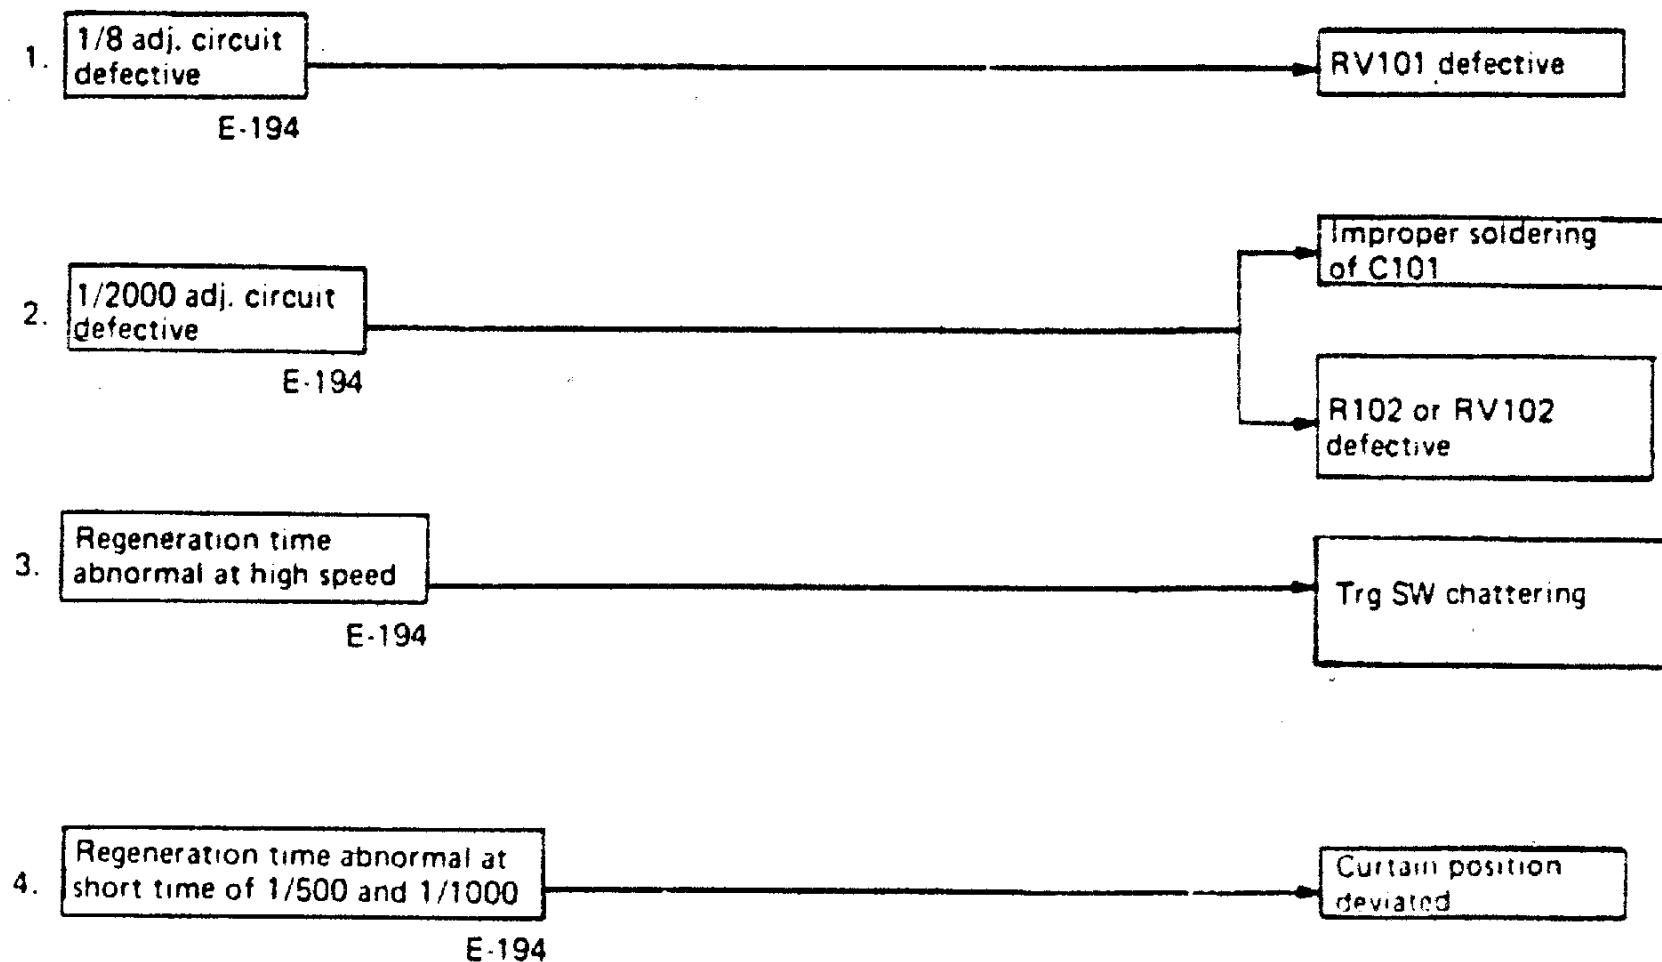 1/8 adj. circuit
defective
1.
RV101 defective
E-194
Improper soldering
of C101
1/2000 adj. circuit
defective
2.
E-194
R102 or RV102
defective
Regeneration time
abnormal at high speed
3.
Trg SW chattering
E-194
Regeneration time abnormal at
short time of 1/500 and 1/1000
4.
Curtain position
deviated
E-194